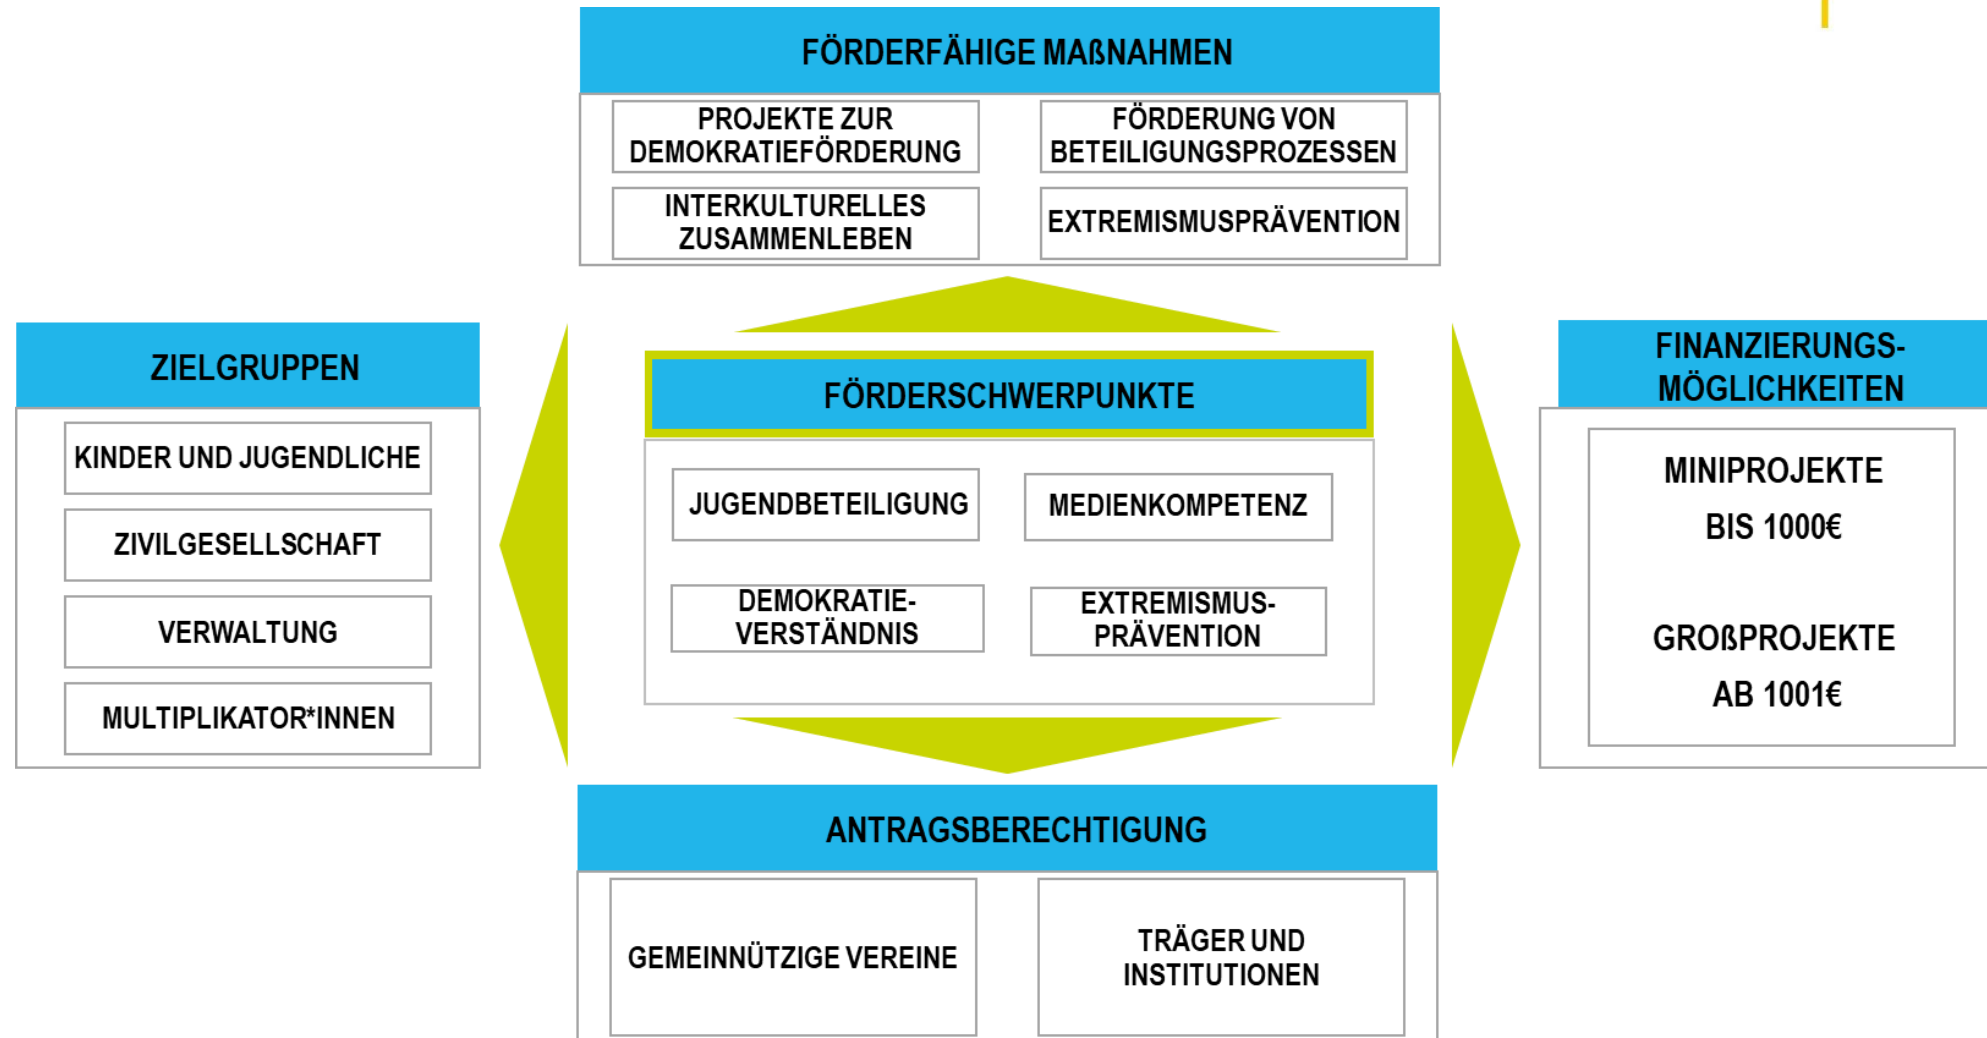 FÖRDERFÄHIGE MAßNAHMEN
PROJEKTE ZUR
DEMOKRATIEFÖRDERUNG
FÖRDERUNG VON
BETEILIGUNGSPROZESSEN
INTERKULTURELLES
ZUSAMMENLEBEN
EXTREMISMUSPRÄVENTION
ZIELGRUPPEN
KINDER UND JUGENDLICHE
ZIVILGESELLSCHAFT
VERWALTUNG
MULTIPLIKATOR*INNEN
FÖRDERSCHWERPUNKTE
JUGENDBETEILIGUNG
MEDIENKOMPETENZ
DEMOKRATIE-
VERSTÄNDNIS
EXTREMISMUS-
PRÄVENTION
FINANZIERUNGS-
MÖGLICHKEITEN
MINIPROJEKTE
BIS 1000€
GROßPROJEKTE
AB 1001€
ANTRAGSBERECHTIGUNG
GEMEINNÜTZIGE VEREINE
TRÄGER UND
INSTITUTIONEN